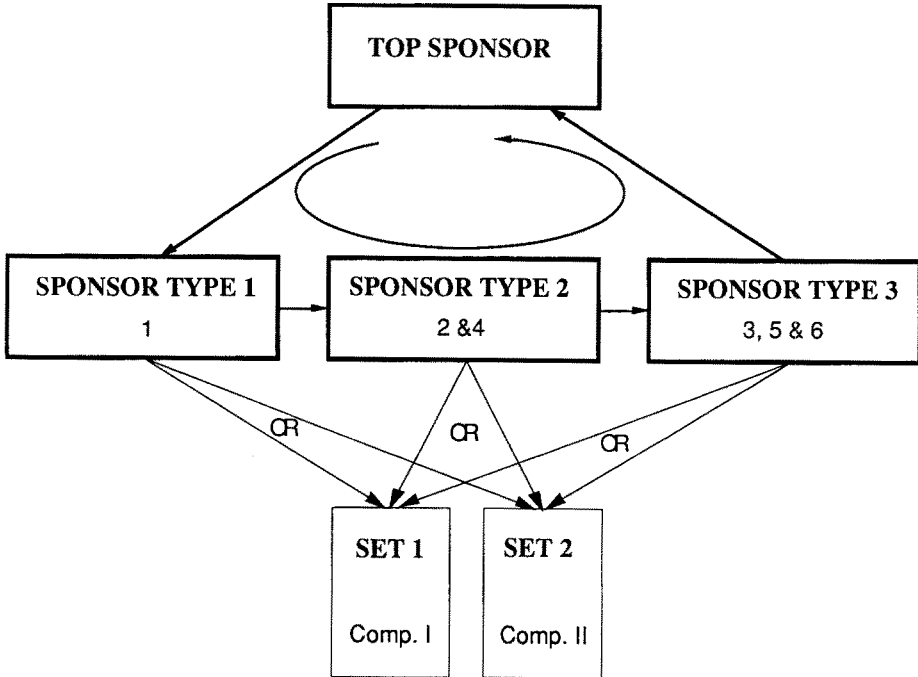 TOP SPONSOR
SPONSOR TYPE 1
1
SPONSOR TYPE 2
2 &4
SPONSOR TYPE 3
3, 5 & 6
OR
OR
OR
SET 1
Comp. I
SET 2
Comp. II